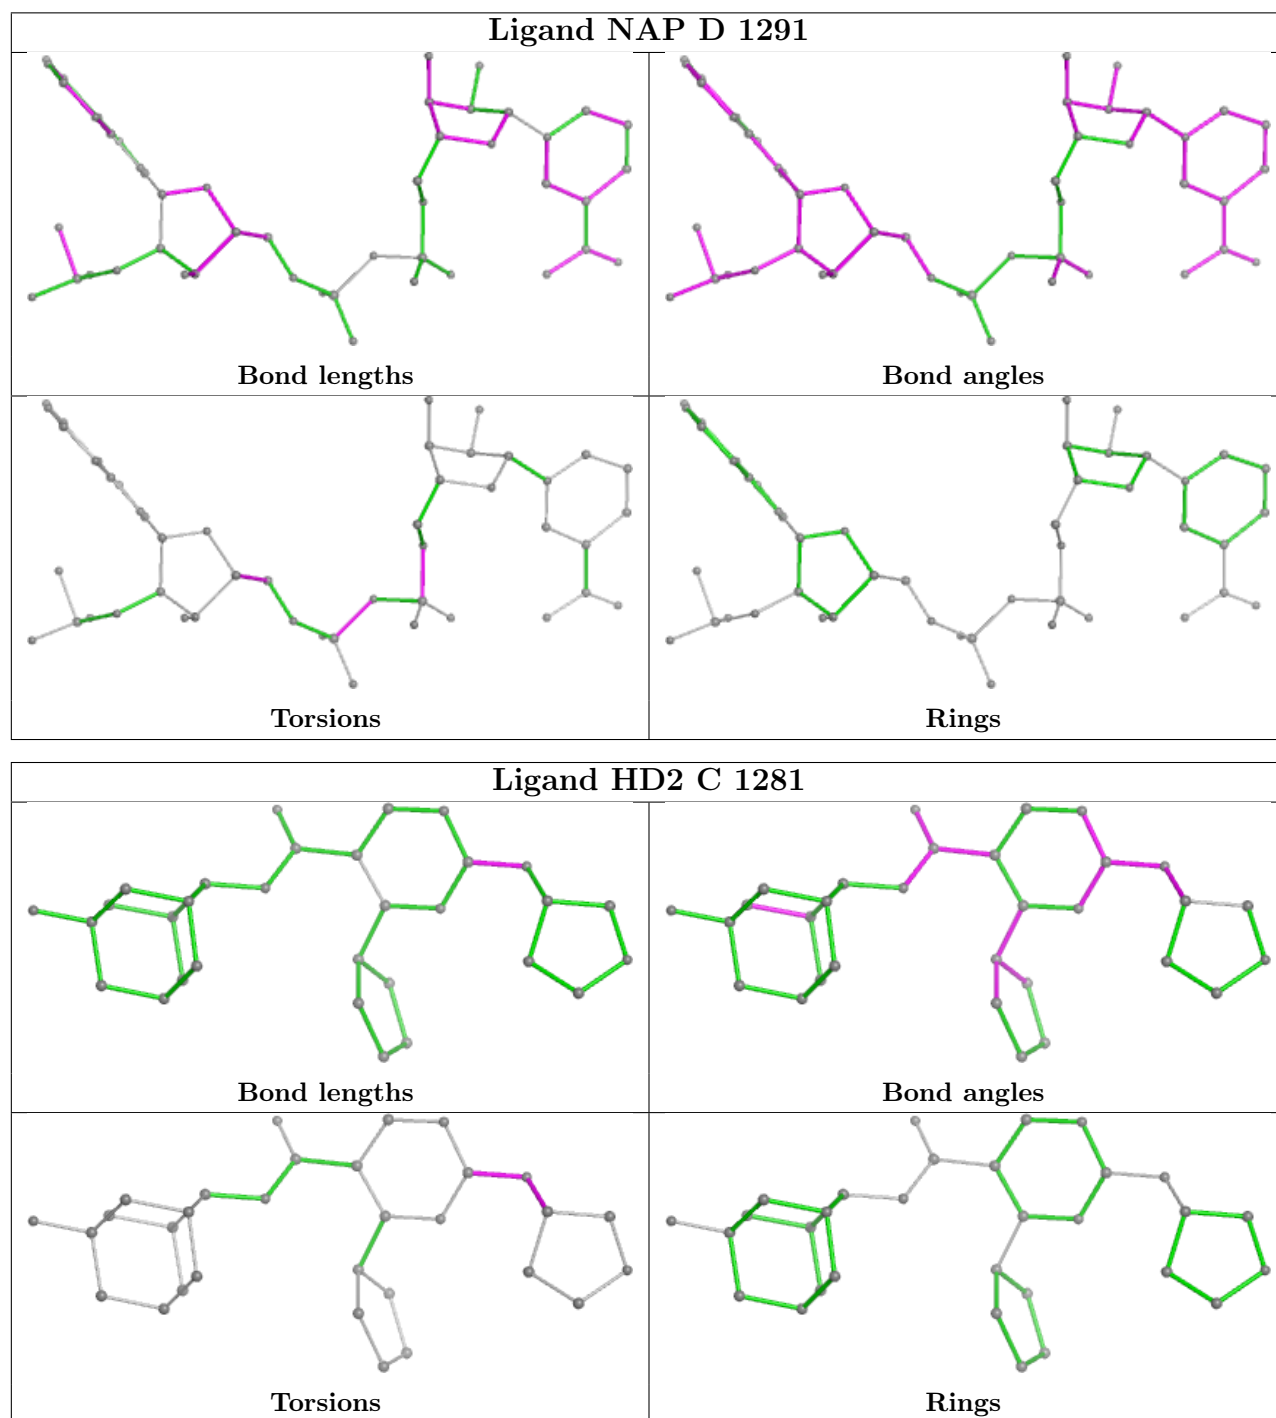 Ligand NAP D 1291
Bond lengths
Bond angles
Torsions
Rings
Ligand HD2 C 1281
Bond lengths
Bond angles
Torsions
Rings